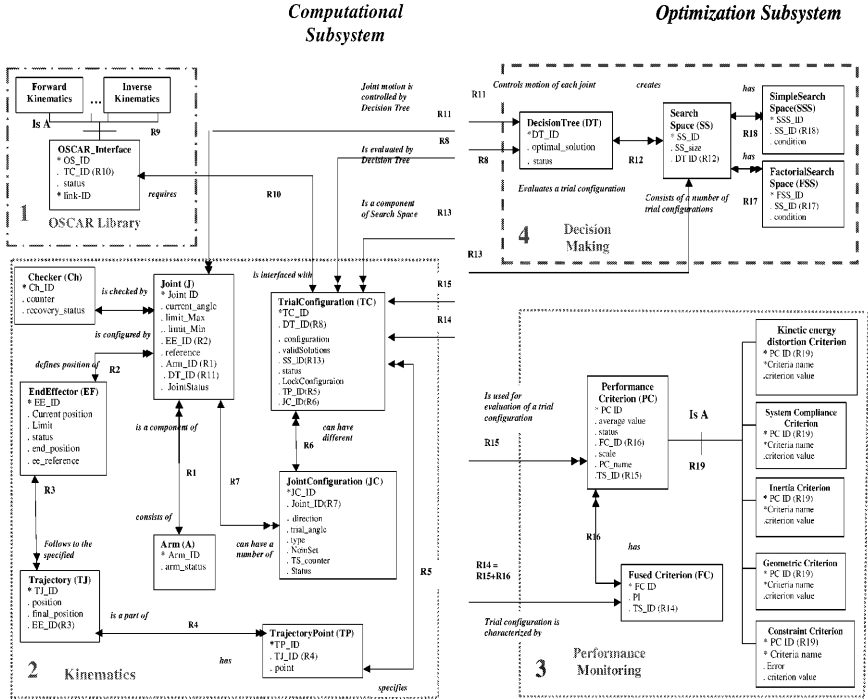 Computational
Subsystem
Optimization Subsystem
Forward
Kinematics
...
Inverse
Kinematics
Is A
R9
OSCAR_Interface
* OS_ID
. TC_ID (R10)
. status
* link-ID
1
OSCAR Library
requires
R10
Joint motion is
controlled by
Decision Tree
R11
R8
Is evaluated by
Decision Tree
Is a component
of Search Space
R13
R11
Controls motion of each joint
creates
R8
DecisionTree (DT)
*DT_ID
. optimal_solution
. status
R12
Search
Space (SS)
* SS_ID
. SS_size
. DT ID (R12)
has
R18
SimpleSearch
Space(SSS)
* SSS_ID
. SS_ID (R18)
. condition
has
R17
FactorialSearch
Space (FSS)
* FSS_ID
. SS_ID (R17)
. condition
Evaluates a trial configuration
Consists of a number of
trial configurations
4
Decision
Making
R13
Checker (Ch)
* Ch_ID
. counter
. recovery_status
is checked by
is configured by
defines position of
R2
Joint (J)
* Joint ID
. current_angle
. limit_Max
.. limit_Min
. EE_ID (R2)
. reference
. Arm_ID (R1)
. DT_ID (R11)
. JointStatus
is interfaced with
TrialConfiguration (TC)
*TC_ID
. DT_ID(R8)
. configuration
. validSolutions
. SS_ID(R13)
. status
. LockConfiguraion
. TP_ID(R5)
. JC_ID(R6)
R15
R14
EndEffector (EF)
* EE_ID
. Current position
. Limit
. status
. end_position
. ee_reference
is a component of
R1
R7
R6
can have
different
JointConfiguration (JC)
*JC_ID
. Joint_ID(R7)
. direction
. trial_angle
. type
. NomSet
. TS_counter
. Status
R3
Follows to the
specified
consists of
Arm (A)
* Arm_ID
. arm_status
can have a
number of
R5
Trajectory (TJ)
* TJ_ID
. position
. final_position
. EE_ID(R3)
is a part of
R4
has
TrajectoryPoint (TP)
*TP_ID
. TJ_ID (R4)
. point
specifies
2
Kinematics
Is used for
evaluation of a trial
configuration
R15
Performance
Criterion (PC)
* PC ID
. average value
. status
. FC_ID (R16)
. scale
. PC_name
.TS_ID (R15)
Is A
R19
R16
has
R14 =
R15+R16
Fused Criterion (FC)
* FC ID
. PI
. TS_ID (R14)
Trial configuration is
characterized by
3
Performance
Monitoring
Kinetic energy
distortion Criterion
* PC ID (R19)
*Criteria name
.criterion value
System Compliance
Criterion
* PC ID (R19)
*Criteria name
.criterion value
Inertia Criterion
* PC ID (R19)
*Criteria name
.criterion value
Geometric Criterion
* PC ID (R19)
*Criteria name
.criterion value
Constraint Criterion
* PC ID (R19)
* Criteria name
. Error
. criterion value